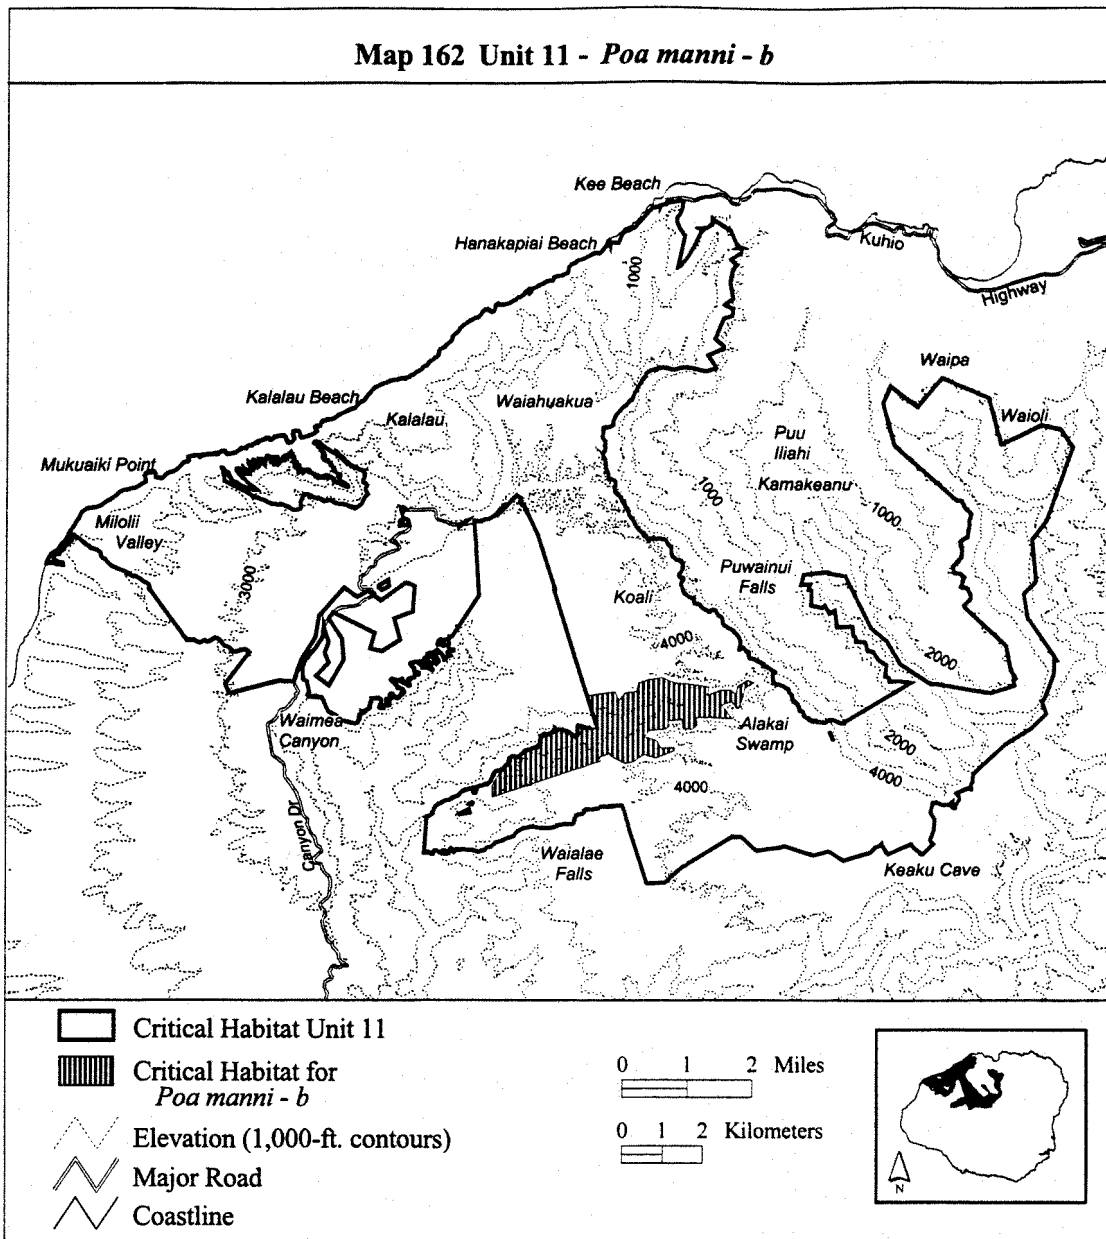 Map 162 Unit 11 - Poa manni - b
Kee Beach
Hanakapiai Beach
Kuhio
Highway
1000
Waipa
Kalalau Beach
Waiahuakua
Kalalau
Waioli
Mukuaiki Point
Puu
Iliahi
Kamakeanu
1000
1000
Milolii
Valley
3000
Puwainui
Falls
Koali
4000
2000
Waimea
Canyon
Alakai
Swamp
2000
4000
4000
Canyon Dr
Waialae
Falls
Keaku Cave
Critical Habitat Unit 11
Critical Habitat for
Poa manni - b
Elevation (1,000-ft. contours)
Major Road
Coastline
0 1 2 Miles
0 1 2 Kilometers
N